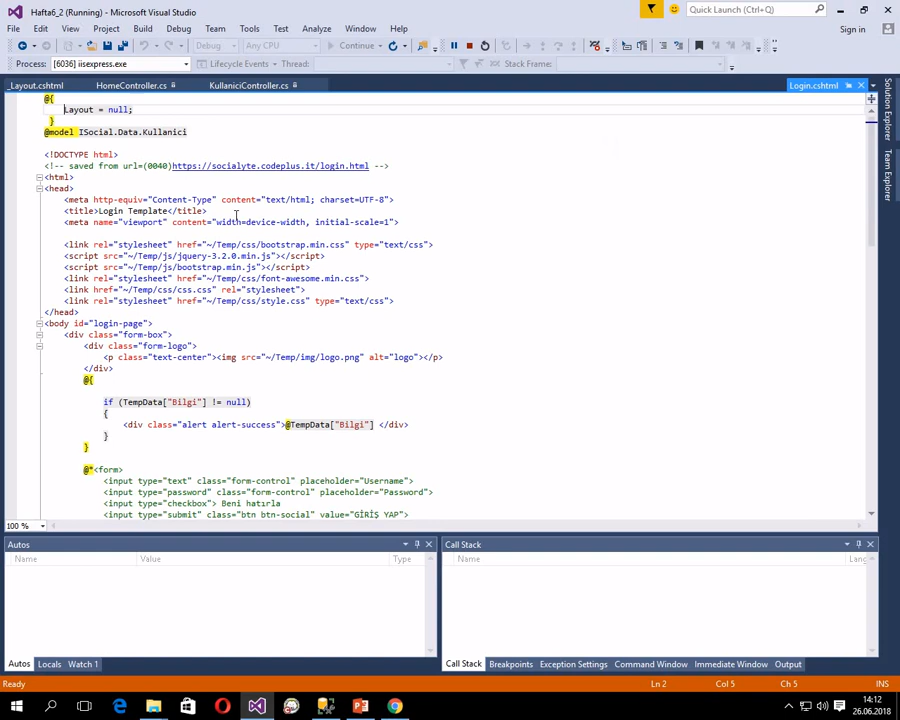 Hafta6_2 (Running) - Microsoft Visual Studio
Quick Launch (Ctrl+Q)
File Edit View Project Build Debug Team Tools Test Analyze Window Help
Sign in
Debug Any CPU Continue
Process: [6036] iisexpress.exe Lifecycle Events Thread: Stack Frame:
_Layout.cshtml HomeController.cs KullaniciController.cs Login.cshtml
Solution Explorer
Team Explorer
@{
Layout = null;
}
@model ISocial.Data.Kullanici
<!DOCTYPE html>
<!-- saved from url=(0040)https://socialyte.codeplus.it/login.html -->
<html>
<head>
<meta http-equiv="Content-Type" content="text/html; charset=UTF-8">
<title>Login Template</title>
<meta name="viewport" content="width=device-width, initial-scale=1">
<link rel="stylesheet" href="~/Temp/css/bootstrap.min.css" type="text/css">
<script src="~/Temp/js/jquery-3.2.0.min.js"></script>
<script src="~/Temp/js/bootstrap.min.js"></script>
<link rel="stylesheet" href="~/Temp/css/font-awesome.min.css">
<link href="~/Temp/css/css.css" rel="stylesheet">
<link rel="stylesheet" href="~/Temp/css/style.css" type="text/css">
</head>
<body id="login-page">
<div class="form-box">
<div class="form-logo">
<p class="text-center"><img src="~/Temp/img/logo.png" alt="logo"></p>
</div>
@{
if (TempData["Bilgi"] != null)
{
<div class="alert alert-success">@TempData["Bilgi"] </div>
}
}
@*<form>
<input type="text" class="form-control" placeholder="Username">
<input type="password" class="form-control" placeholder="Password">
<input type="checkbox"> Beni hatırla
<input type="submit" class="btn btn-social" value="GİRİŞ YAP">
100 %
Autos
Name Value Type
Call Stack
Name Lang
Autos Locals Watch 1
Call Stack Breakpoints Exception Settings Command Window Immediate Window Output
Ready Ln 2 Col 5 Ch 5 INS
14:12
26.06.2018